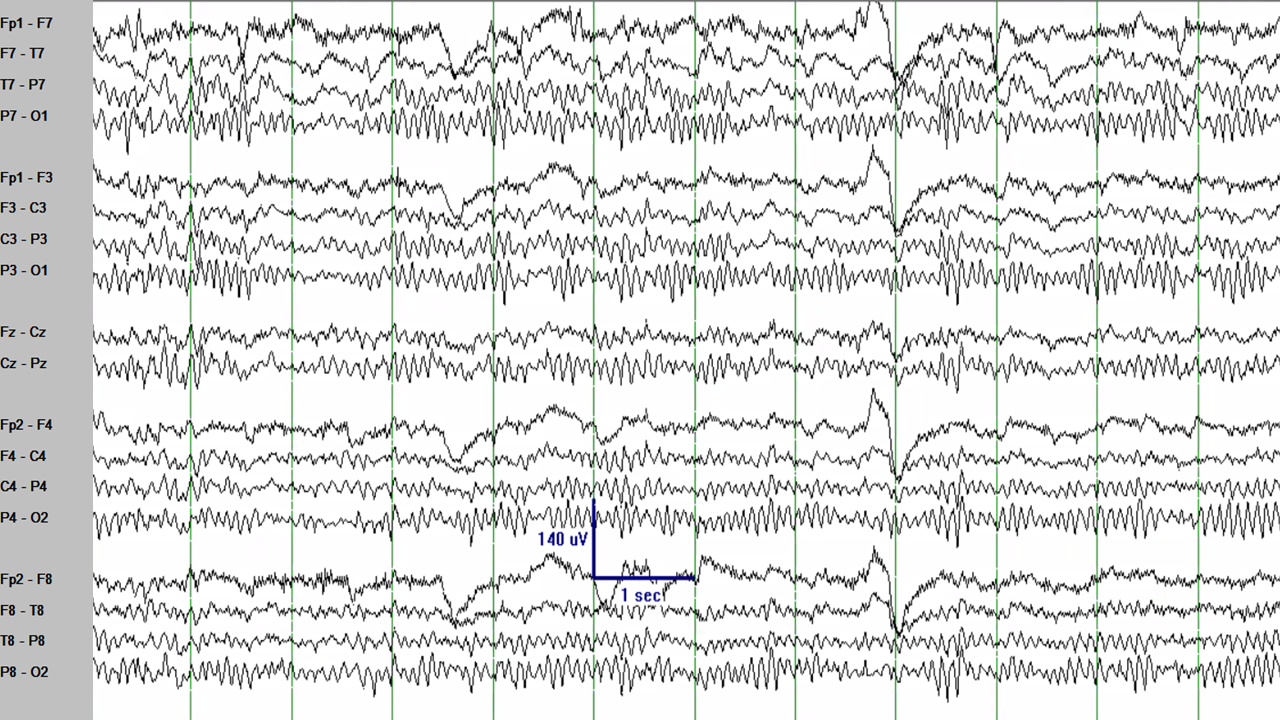 Fp1 - F7
F7 - T7
T7 - P7
P7 - O1
Fp1 - F3
F3 - C3
C3 - P3
P3 - O1
Fz - Cz
Cz - Pz
Fp2 - F4
F4 - C4
C4 - P4
P4 - O2
140 uV
Fp2 - F8
1 sec
F8 - T8
T8 - P8
P8 - O2